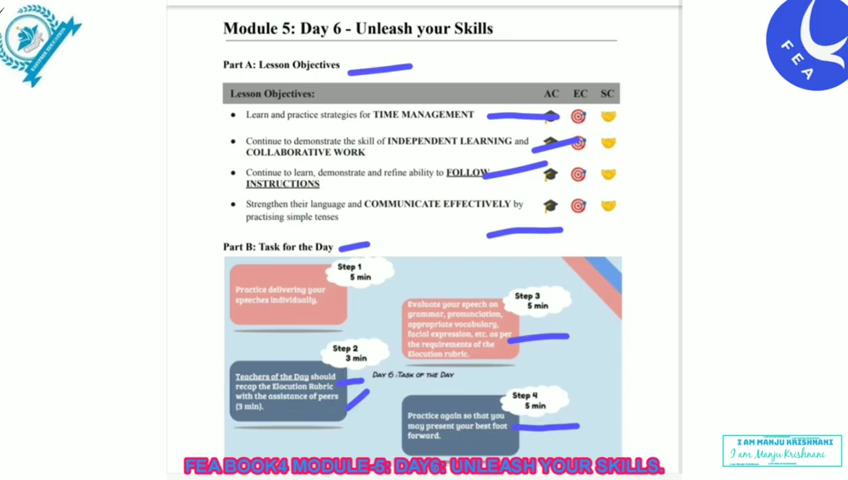 Module 5: Day 6 - Unleash your Skills
Part A: Lesson Objectives
Lesson Objectives: AC EC SC
● Learn and practice strategies for TIME MANAGEMENT
● Continue to demonstrate the skill of INDEPENDENT LEARNING and
COLLABORATIVE WORK
● Continue to learn, demonstrate and refine ability to FOLLOW
INSTRUCTIONS
● Strengthen their language and COMMUNICATE EFFECTIVELY by
practising simple tenses
Part B: Task for the Day
Step 1
5 min
Practice delivering your
speeches individually.
Step 2
3 min
Teachers of the Day should
recap the Elocution Rubric
with the assistance of peers
(3 min).
Step 3
5 min
Evaluate your speech on
grammar, pronunciation,
appropriate vocabulary,
facial expression, etc. as per
the requirements of the
Elocution rubric.
DAY 6 :TASK OF THE DAY
Step 4
5 min
Practice again so that you
may present your best foot
forward.
FEA BOOK4 MODULE-5: DAY6: UNLEASH YOUR SKILLS.
FEA
I AM MANJU KRISHNANI
I am Manju Krishnani